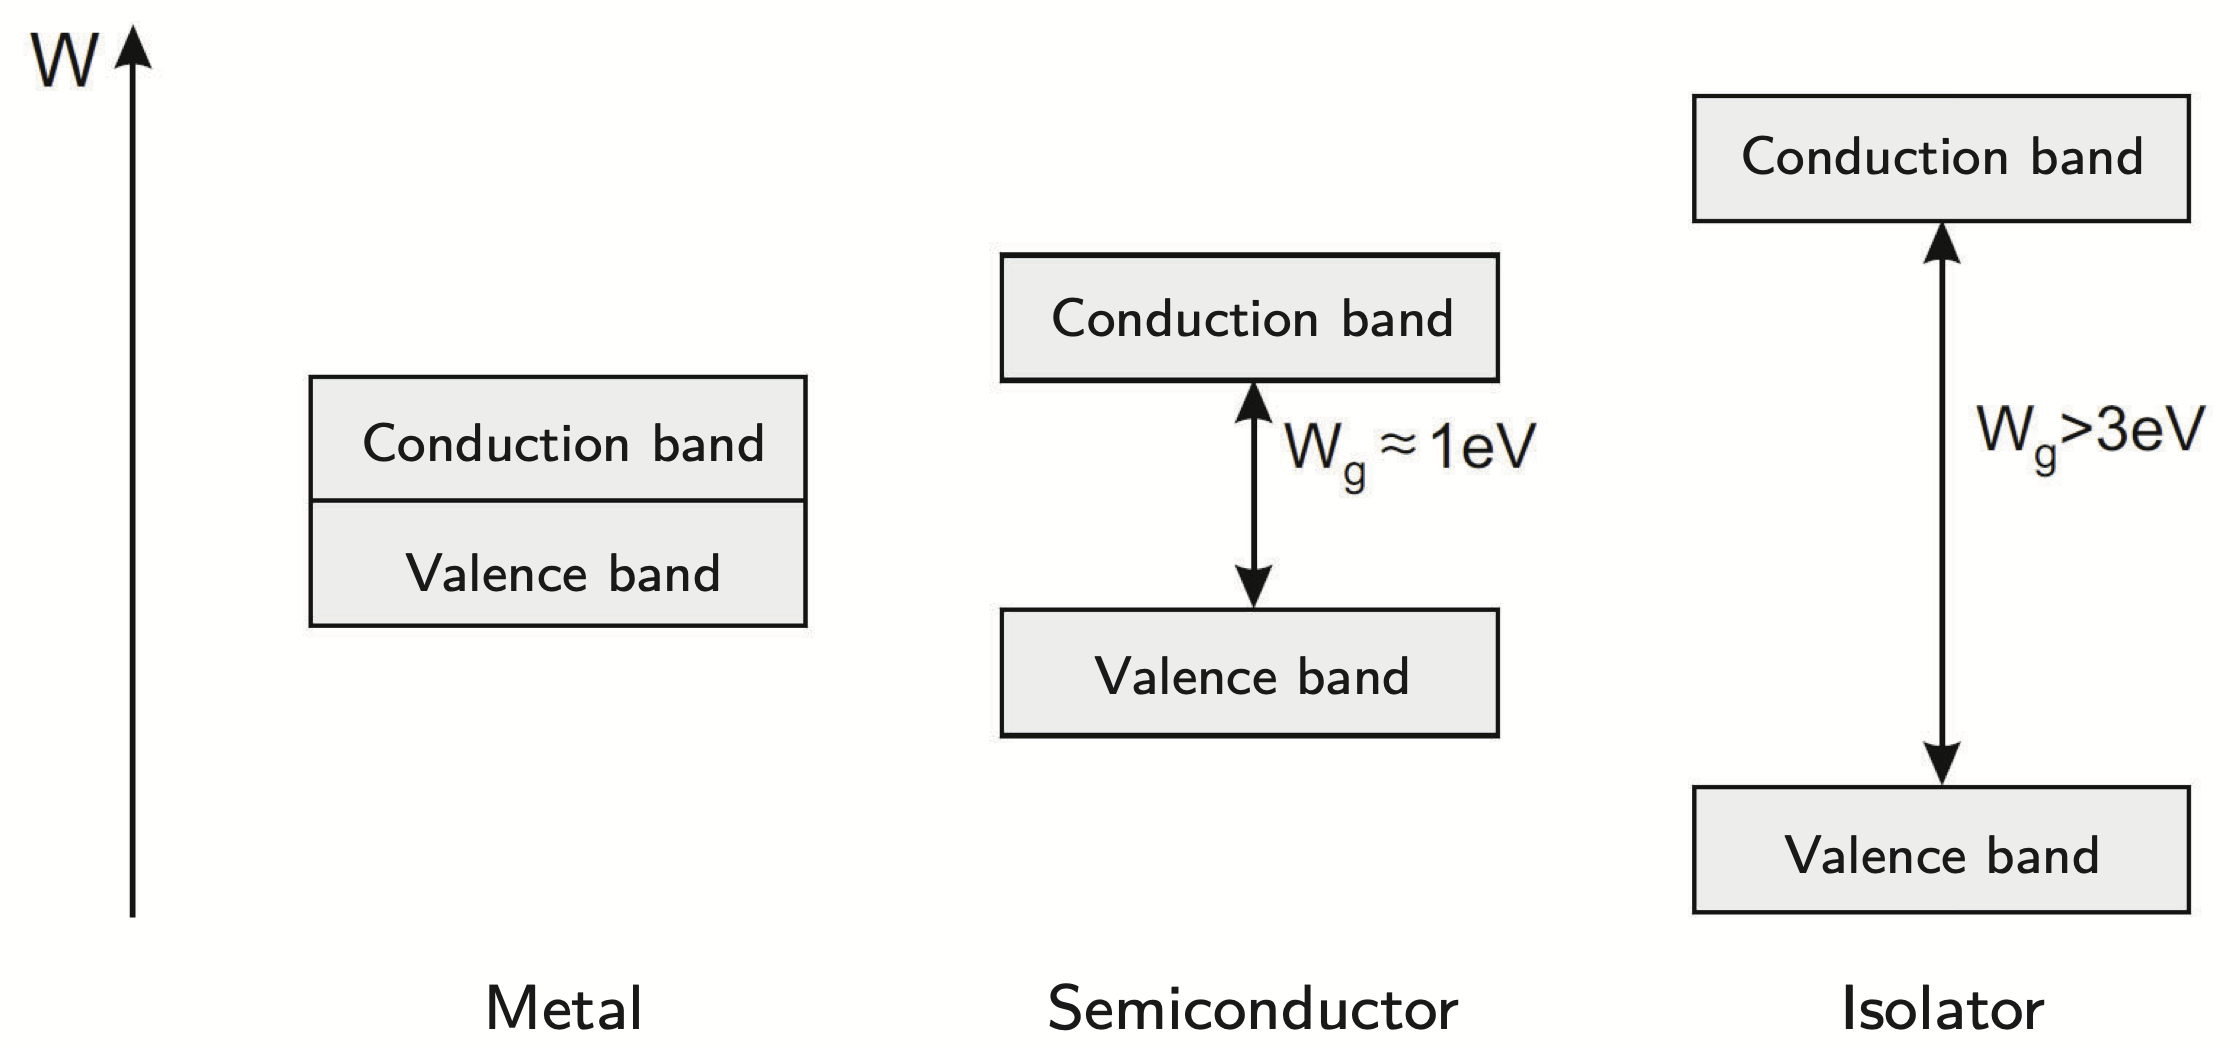 W
Conduction band
Valence band
Metal
Conduction band
W_g ≈ 1eV
Valence band
Semiconductor
Conduction band
W_g>3eV
Valence band
Isolator